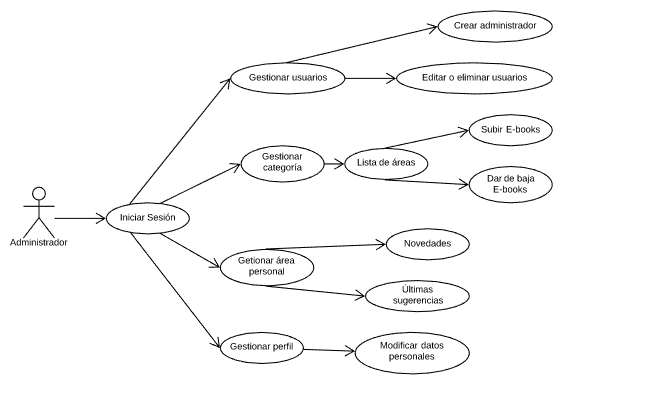 Crear administrador
Gestionar usuarios
Editar o eliminar usuarios
Subir E-books
Gestionar
categoría
Lista de áreas
Dar de baja
E-books
Iniciar Sesión
Administrador
Novedades
Getionar área
personal
Últimas
sugerencias
Gestionar perfil
Modificar datos
personales